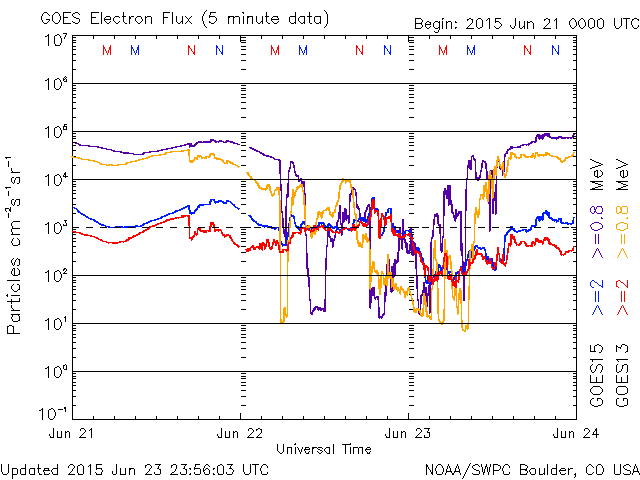 GOES Electron Flux (5 minute data)
Begin: 2015 Jun 21 0000 UTC
10⁷
M M N N M M N N M M N N
10⁶
10⁵
10⁴
10³
10²
10¹
10⁰
10⁻¹
Particles cm⁻²s⁻¹sr⁻¹
GOES15 >=2 >=0.8 MeV
GOES13 >=2 >=0.8 MeV
Jun 21 Jun 22 Jun 23 Jun 24
Universal Time
Updated 2015 Jun 23 23:56:03 UTC
NOAA/SWPC Boulder, CO USA